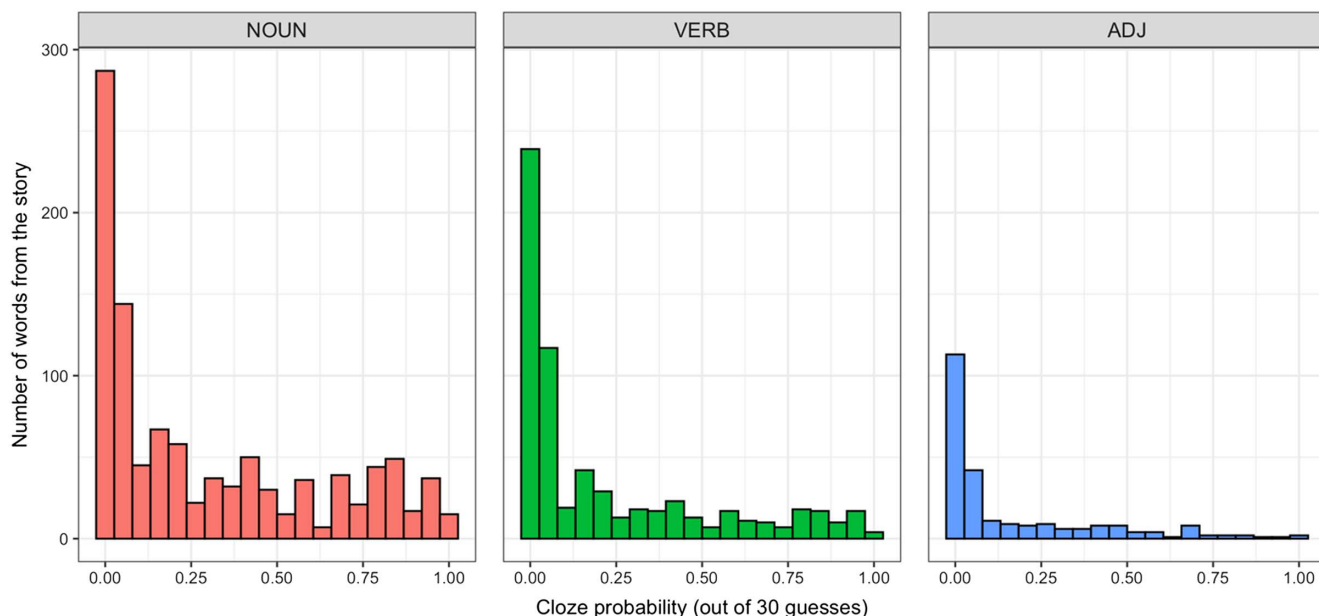 NOUN
VERB
ADJ
Number of words from the story
300
200
100
0
0.00 0.25 0.50 0.75 1.00
0.00 0.25 0.50 0.75 1.00
0.00 0.25 0.50 0.75 1.00
Cloze probability (out of 30 guesses)